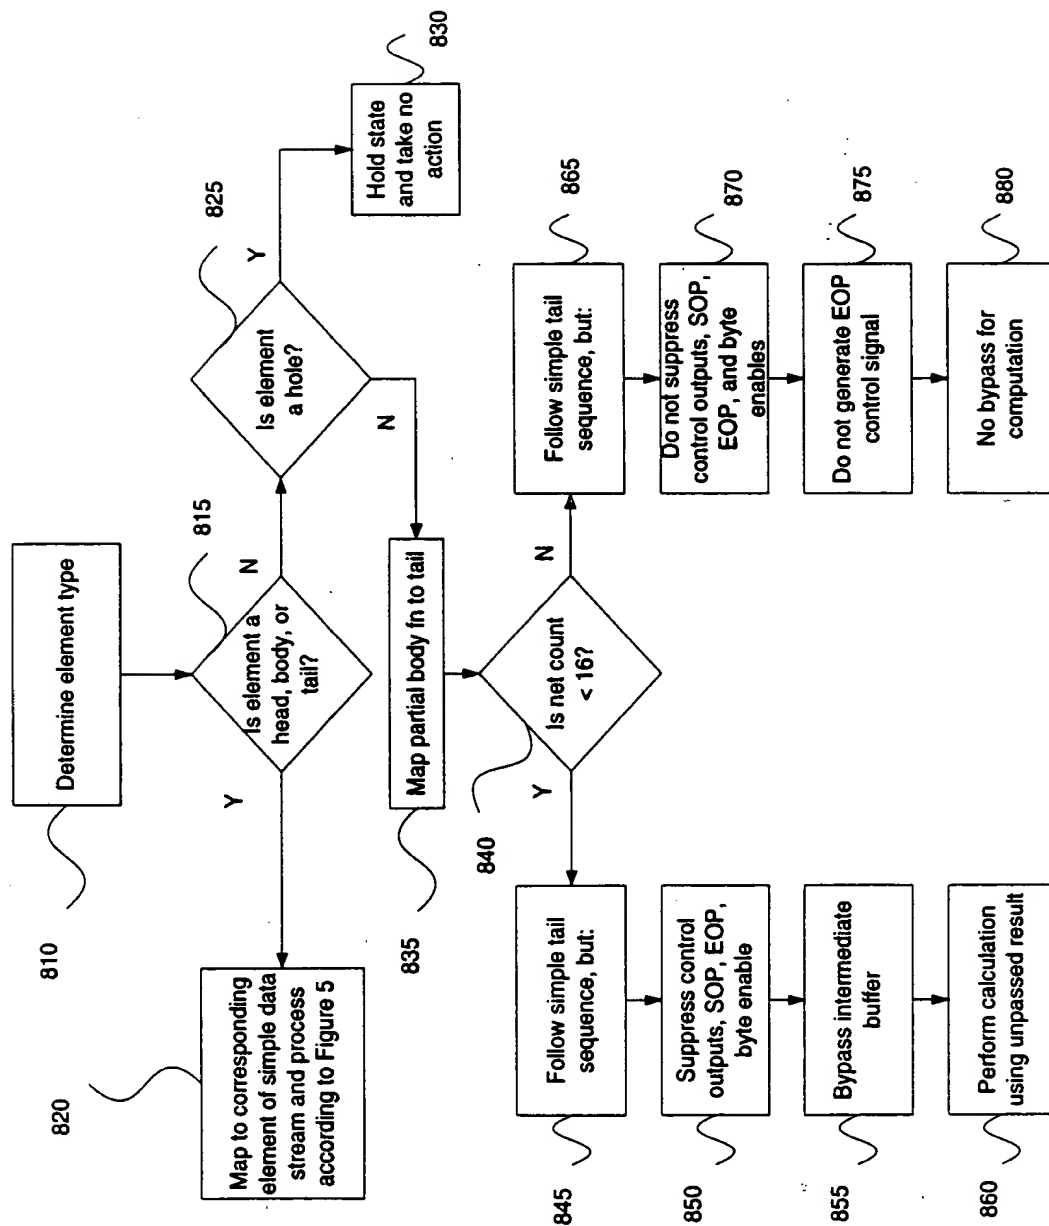 810
Determine element type
815
Is element a
head, body, or
tail?
Y
N
820
Map to corresponding
element of simple data
stream and process
according to Figure 5
825
Is element
a hole?
Y
N
830
Hold state
and take no
action
835
Map partial body fn to tail
840
Is net count
< 16?
Y
N
845
Follow simple tail
sequence, but:
850
Suppress control
outputs, SOP, EOP,
byte enable
855
Bypass intermediate
buffer
860
Perform calculation
using unpassed result
865
Follow simple tail
sequence, but:
870
Do not suppress
control outputs, SOP,
EOP, and byte
enables
875
Do not generate EOP
control signal
880
No bypass for
computation